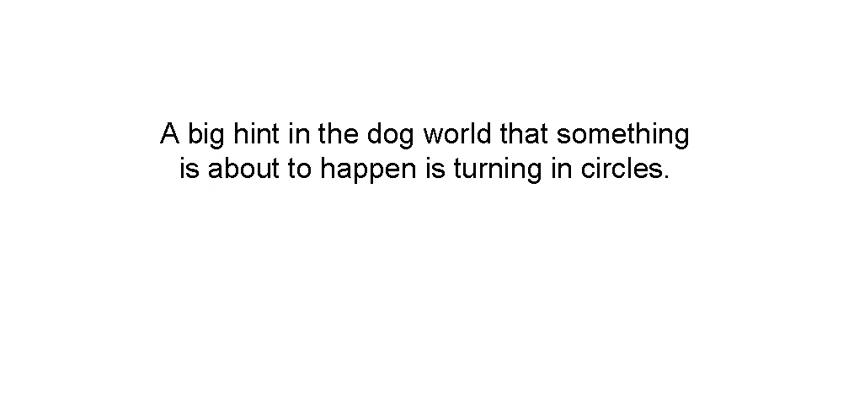 A big hint in the dog world that something
is about to happen is turning in circles.